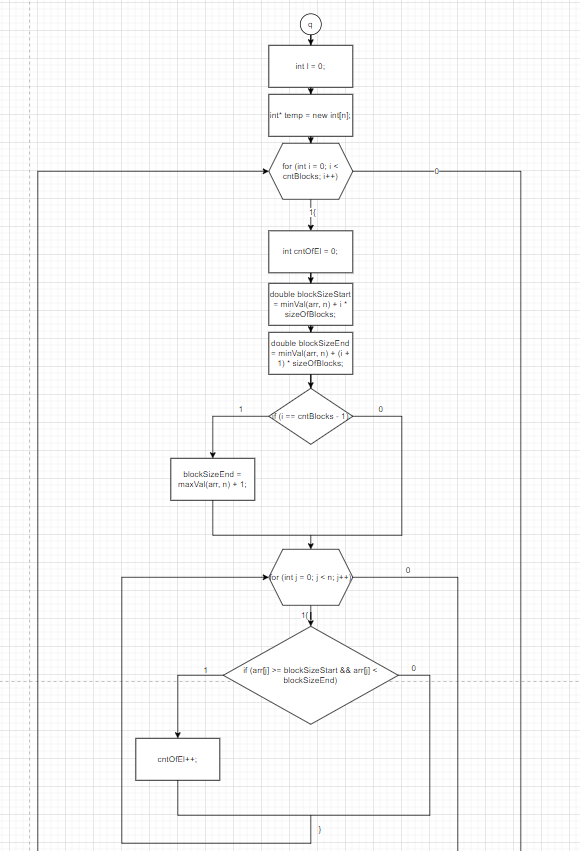 q
int l = 0;
int* temp = new int[n];
for (int i = 0; i <
cntBlocks; i++)
0
1{
int cntOfEl = 0;
double blockSizeStart
= minVal(arr, n) + i *
sizeOfBlocks;
double blockSizeEnd
= minVal(arr, n) + (i +
1) * sizeOfBlocks;
1
0
if (i == cntBlocks - 1)
blockSizeEnd =
maxVal(arr, n) + 1;
for (int j = 0; j < n; j++)
0
1{
if (arr[j] >= blockSizeStart && arr[j] <
blockSizeEnd)
1
0
cntOfEl++;
}